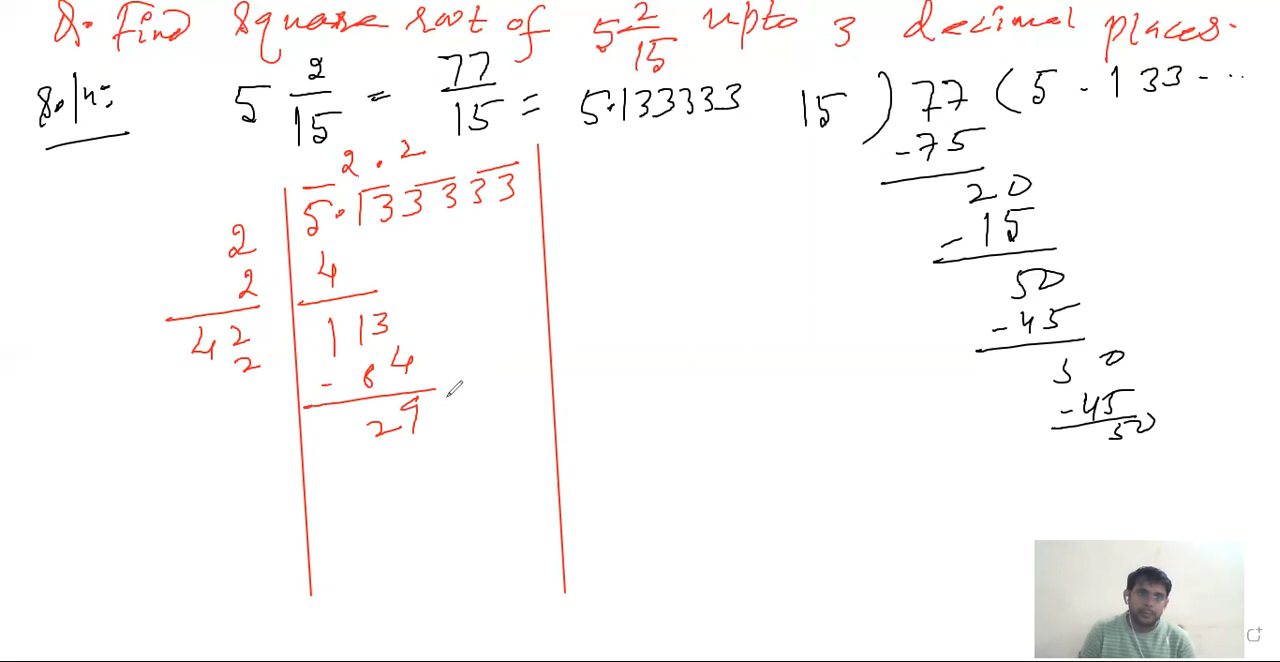 Q. Find square root of 5 2/15 upto 3 decimal places.
Soln: 5 2/15 = 77/15 = 5.133333
15 ) 77 ( 5.133...
-75
20
-15
50
-45
50
-45
50
2.2
2 | 5.133333
2 | 4
42 | 113
2 | -84
29